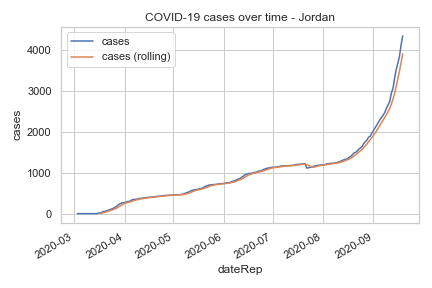 COVID-19 cases over time - Jordan
cases
cases (rolling)
4000
3000
2000
1000
0
cases
2020-03
2020-04
2020-05
2020-06
2020-07
2020-08
2020-09
dateRep